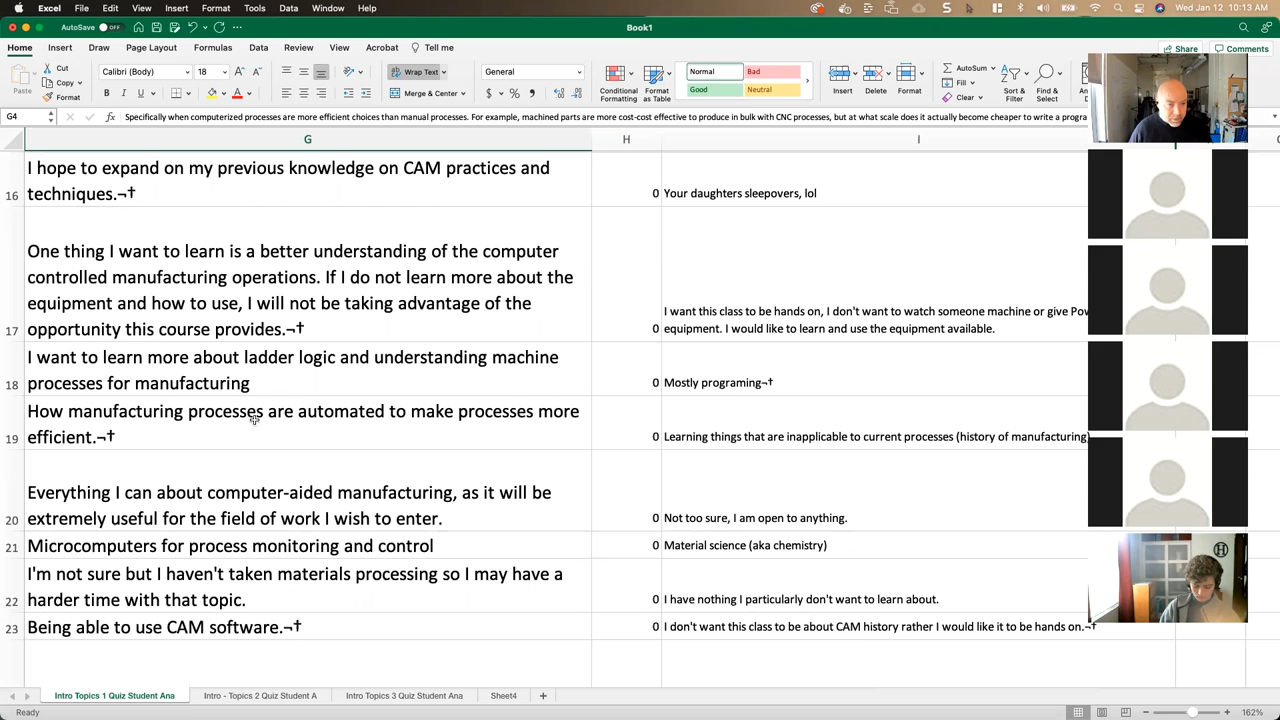 Excel File Edit View Insert Format Tools Data Window Help
Wed Jan 12 10:13 AM
AutoSave OFF
Book1
Home Insert Draw Page Layout Formulas Data Review View Acrobat Tell me
Share Comments
Paste
Cut
Copy
Format
Calibri (Body) 18
B I U
Wrap Text
Merge & Center
General
Conditional Formatting
Format as Table
Normal Bad
Good Neutral
Insert Delete Format
AutoSum
Fill
Clear
Sort & Filter
Find & Select
G4 fx Specifically when computerized processes are more efficient choices than manual processes. For example, machined parts are more cost-cost effective to produce in bulk with CNC processes, but at what scale does it actually become cheaper to write a progra
G H I
I hope to expand on my previous knowledge on CAM practices and
16 techniques.¬† 0 Your daughters sleepovers, lol
One thing I want to learn is a better understanding of the computer
controlled manufacturing operations. If I do not learn more about the
equipment and how to use, I will not be taking advantage of the I want this class to be hands on, I don't want to watch someone machine or give Pow
17 opportunity this course provides.¬† 0 equipment. I would like to learn and use the equipment available.
I want to learn more about ladder logic and understanding machine
18 processes for manufacturing 0 Mostly programing¬†
How manufacturing processes are automated to make processes more
19 efficient.¬† 0 Learning things that are inapplicable to current processes (history of manufacturing)
Everything I can about computer-aided manufacturing, as it will be
20 extremely useful for the field of work I wish to enter. 0 Not too sure, I am open to anything.
21 Microcomputers for process monitoring and control 0 Material science (aka chemistry)
I'm not sure but I haven't taken materials processing so I may have a
22 harder time with that topic. 0 I have nothing I particularly don't want to learn about.
23 Being able to use CAM software.¬† 0 I don't want this class to be about CAM history rather I would like it to be hands on.¬†
Intro Topics 1 Quiz Student Ana Intro - Topics 2 Quiz Student A Intro Topics 3 Quiz Student Ana Sheet4 +
Ready
162%